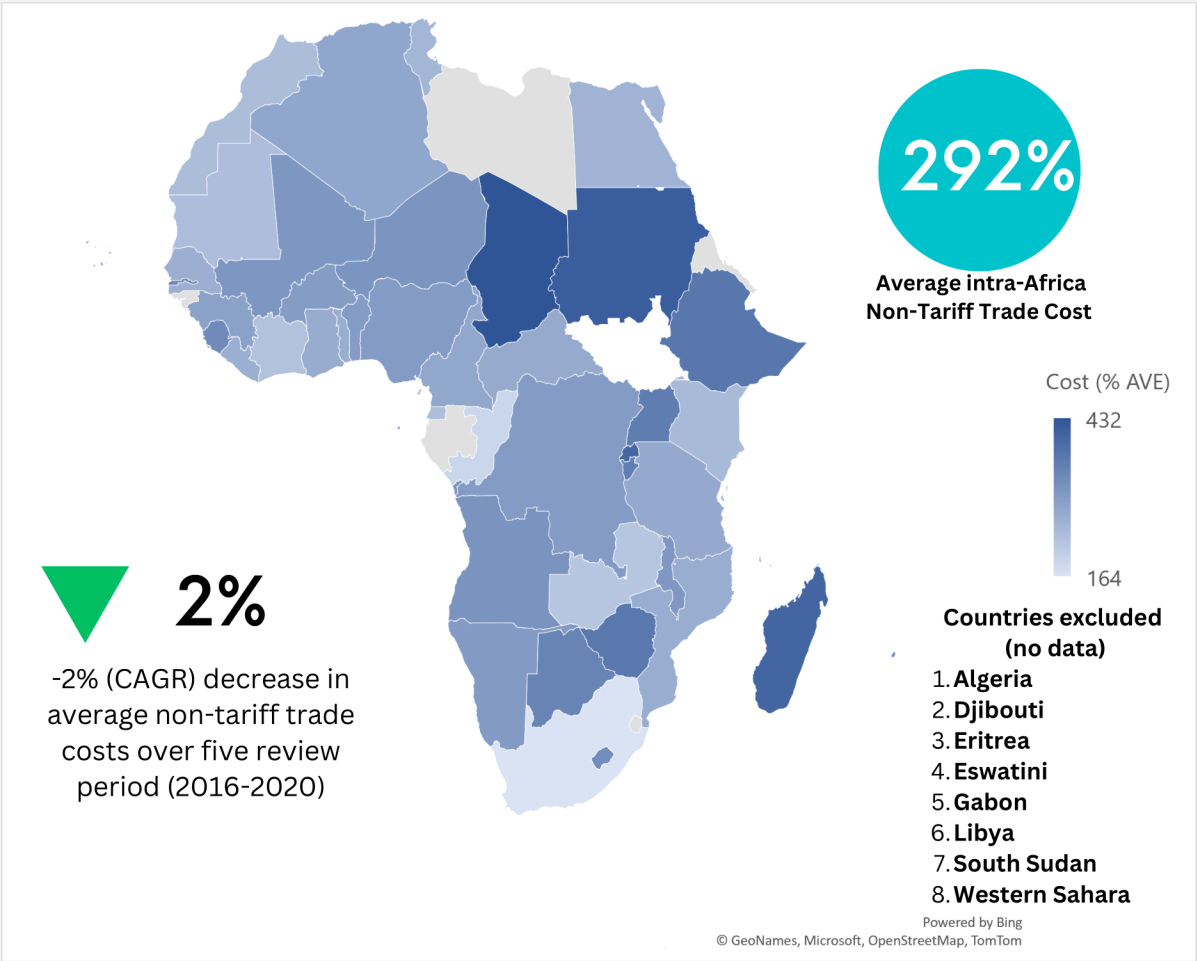 292%
Average intra-Africa
Non-Tariff Trade Cost
Cost (% AVE)
432
164
2%
-2% (CAGR) decrease in
average non-tariff trade
costs over five review
period (2016-2020)
Countries excluded
(no data)
1. Algeria
2. Djibouti
3. Eritrea
4. Eswatini
5. Gabon
6. Libya
7. South Sudan
8. Western Sahara
Powered by Bing
© GeoNames, Microsoft, OpenStreetMap, TomTom